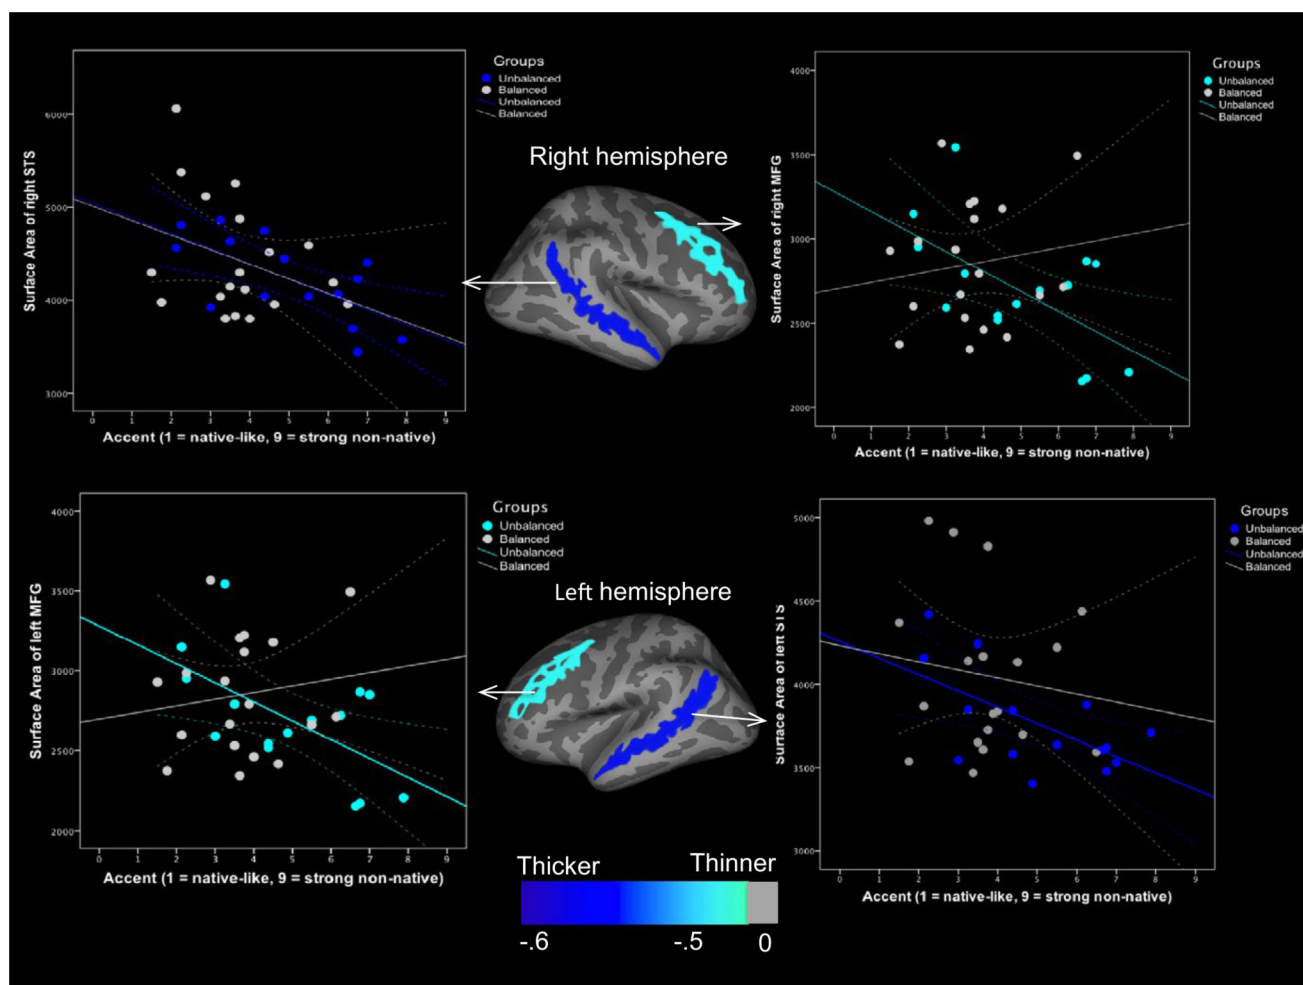 Groups
Unbalanced
Balanced
Unbalanced
Balanced
6000
5000
4000
3000
Surface Area of right STS
0 1 2 3 4 5 6 7 8 9
Accent (1 = native-like, 9 = strong non-native)
Right hemisphere
Groups
Unbalanced
Balanced
Unbalanced
Balanced
4000
3500
3000
2500
2000
Surface Area of right MFG
0 1 2 3 4 5 6 7 8 9
Accent (1 = native-like, 9 = strong non-native)
Groups
Unbalanced
Balanced
Unbalanced
Balanced
4000
3500
3000
2500
2000
Surface Area of left MFG
0 1 2 3 4 5 6 7 8 9
Accent (1 = native-like, 9 = strong non-native)
Left hemisphere
Groups
Unbalanced
Balanced
Unbalanced
Balanced
5000
4500
4000
3500
3000
Surface Area of left STS
0 1 2 3 4 5 6 7 8 9
Accent (1 = native-like, 9 = strong non-native)
Thicker Thinner
-.6 -.5 0